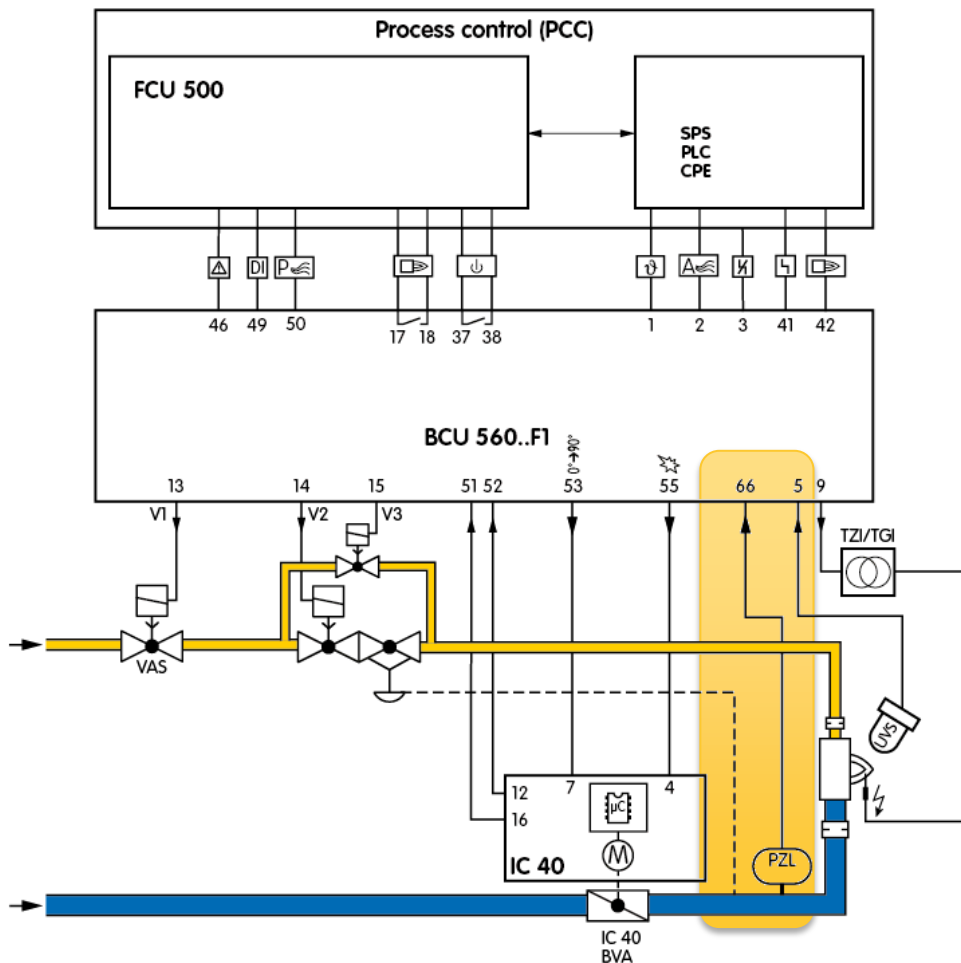 Process control (PCC)
FCU 500
SPS
PLC
CPE
DI
P
ϑ
A
46 49 50 17 18 37 38 1 2 3 41 42
BCU 560..F1
0°➔90°
13 14 15 51 52 53 55 66 5 9
V1 V2 V3
TZI/TGI
VAS
UVS
12 7 4
16
µC
M
IC 40
PZL
IC 40
BVA